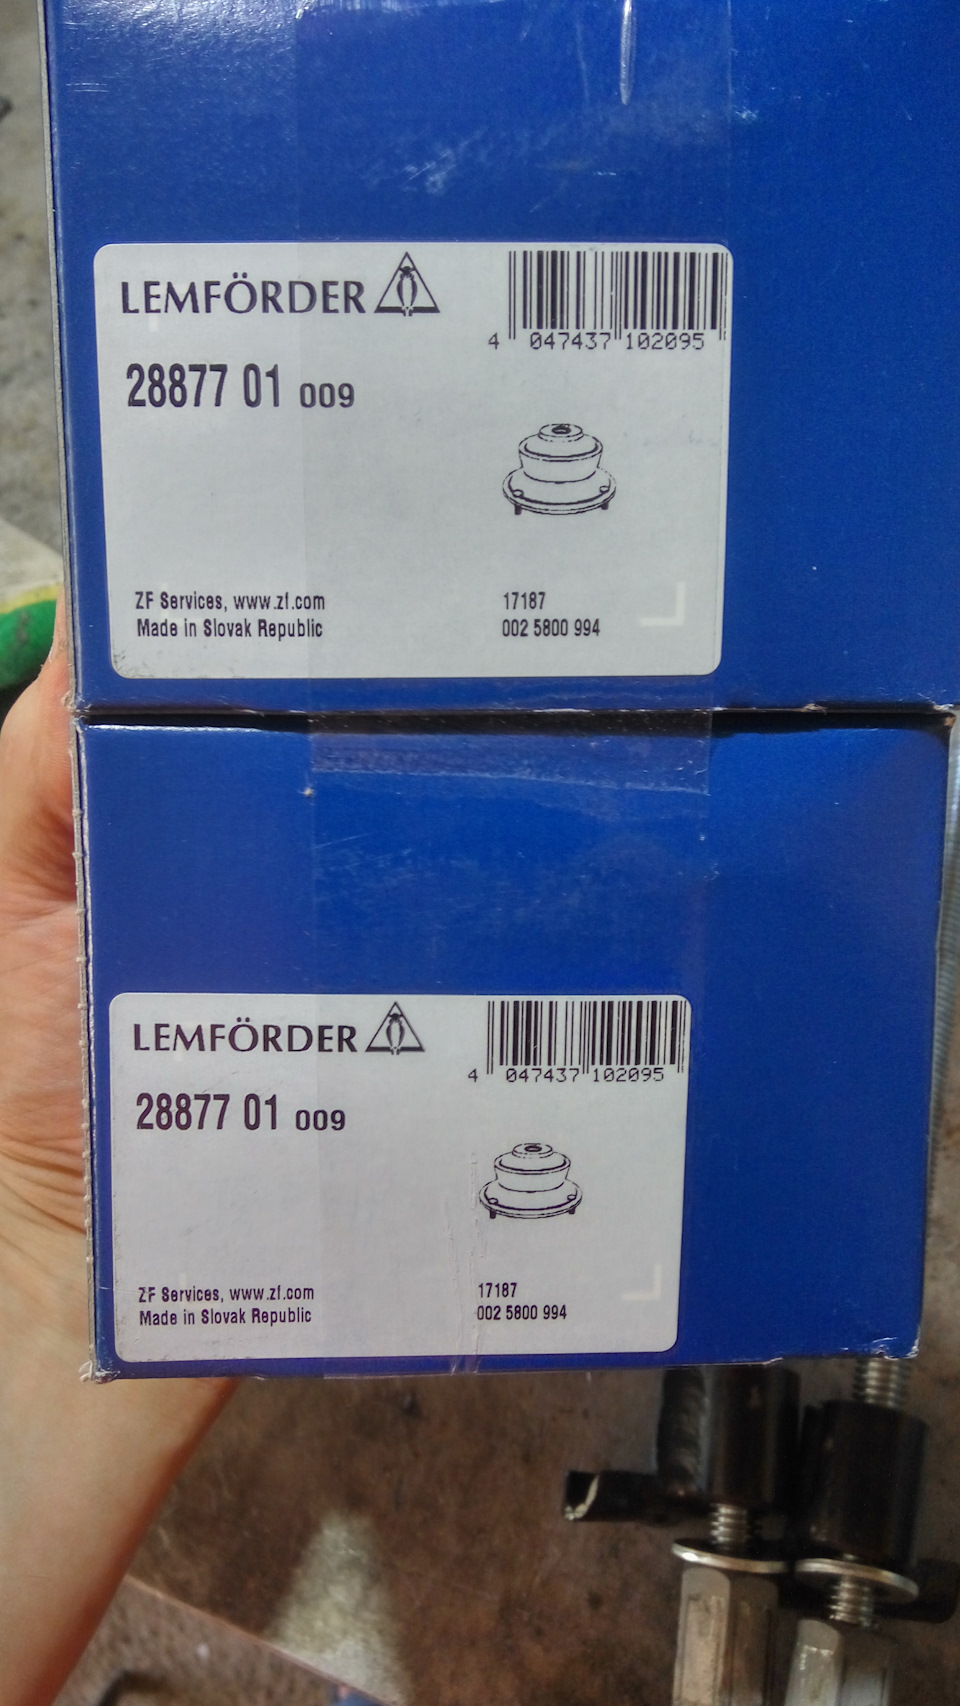 LEMFÖRDER
4 047437 102095
28877 01 009
ZF Services, www.zf.com
Made in Slovak Republic
17187
002 5800 994
LEMFÖRDER
4 047437 102095
28877 01 009
ZF Services, www.zf.com
Made in Slovak Republic
17187
002 5800 994